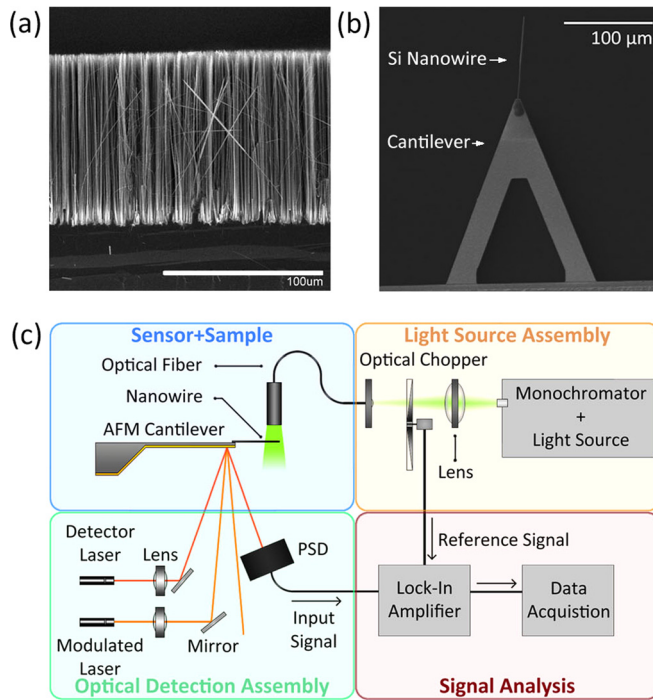 (a)
100um
(b)
100 µm
Si Nanowire
Cantilever
(c)
Sensor+Sample
Optical Fiber
Nanowire
AFM Cantilever
Light Source Assembly
Optical Chopper
Monochromator
+
Light Source
Lens
Detector
Laser
Lens
PSD
Modulated
Laser
Mirror
Input
Signal
Optical Detection Assembly
Reference Signal
Lock-In
Amplifier
Data
Acquistion
Signal Analysis